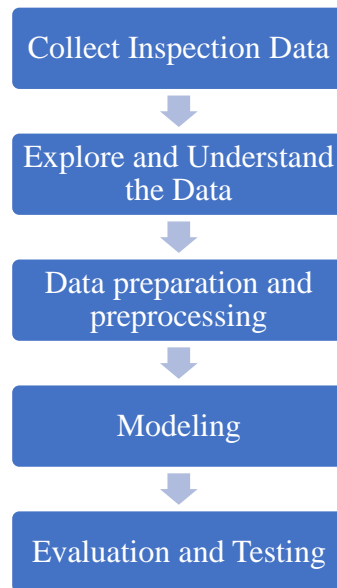 Collect Inspection Data
Explore and Understand
the Data
Data preparation and
preprocessing
Modeling
Evaluation and Testing